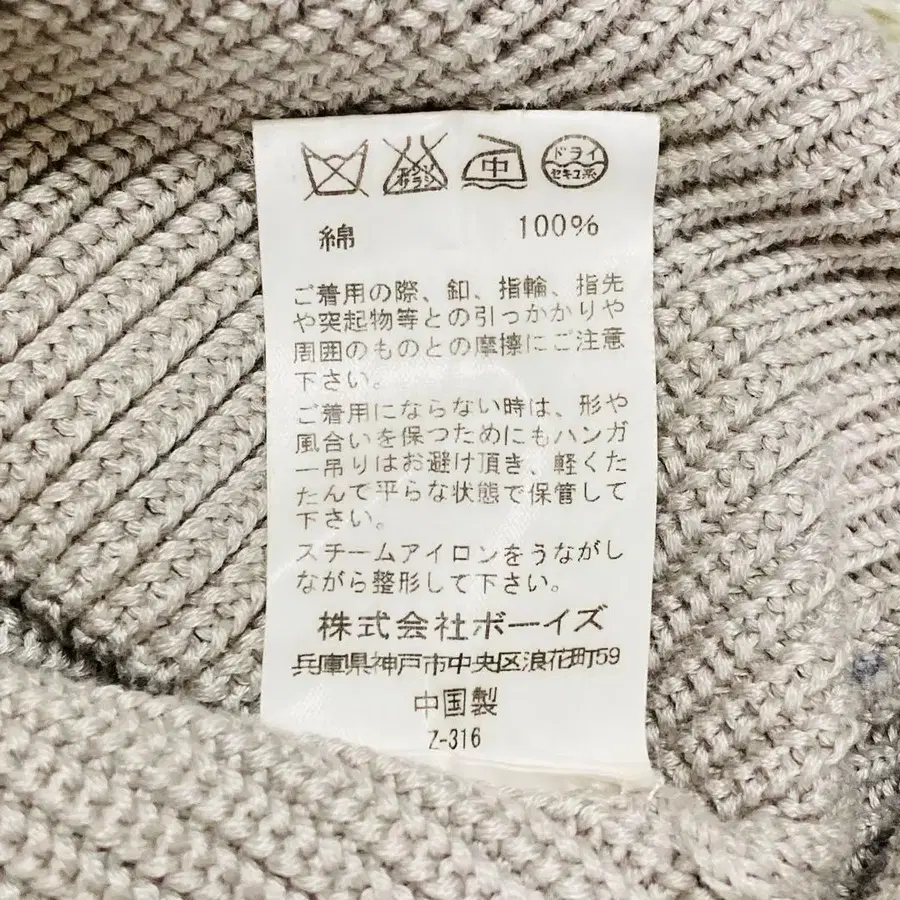 エンソ サラシ 中 ドライ セキユ系
綿 100%
ご着用の際、釦、指輪、指先
や突起物等との引っかかりや
周囲のものとの摩擦にご注意
下さい。
ご着用にならない時は、形や
風合いを保つためにもハンガ
ー吊りはお避け頂き、軽くた
たんで平らな状態で保管して
下さい。
スチームアイロンをうながし
ながら整形して下さい。
株式会社ボーイズ
兵庫県神戸市中央区浪花町59
中国製
Z-316